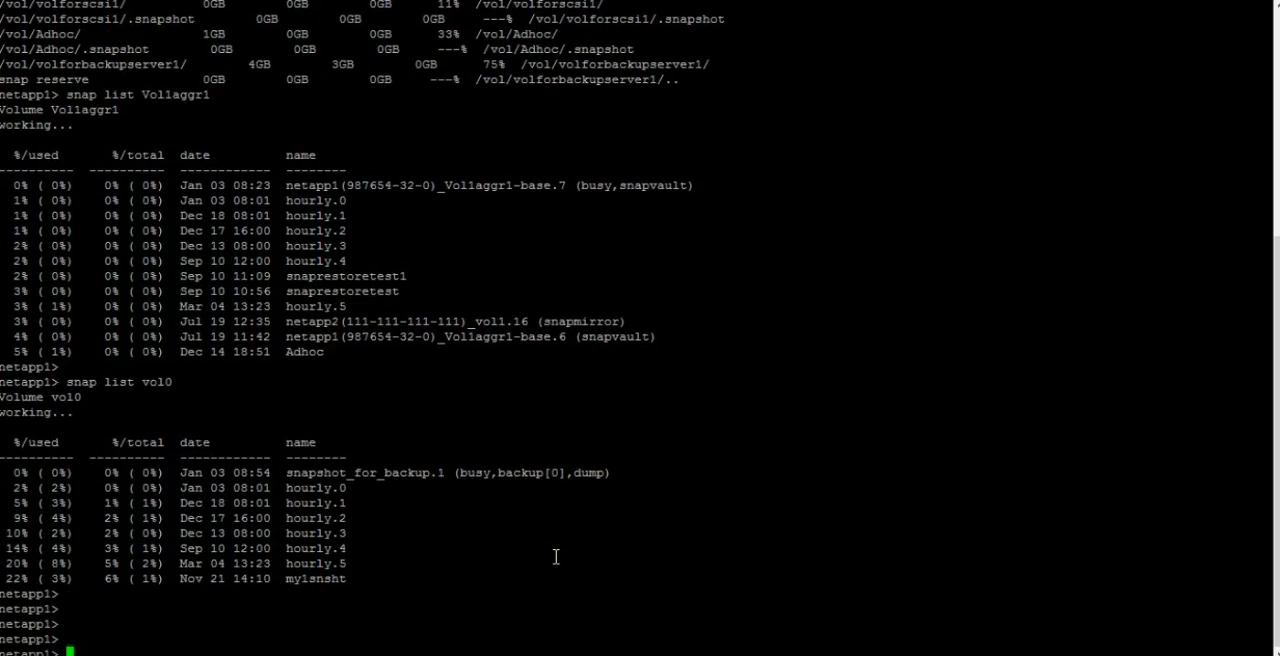 /vol/volforscsi1/ 0GB 0GB 0GB 11% /vol/volforscsi1/
/vol/volforscsi1/.snapshot 0GB 0GB 0GB ---% /vol/volforscsi1/.snapshot
/vol/Adhoc/ 1GB 0GB 0GB 33% /vol/Adhoc/
/vol/Adhoc/.snapshot 0GB 0GB 0GB ---% /vol/Adhoc/.snapshot
/vol/volforbackupserver1/ 4GB 3GB 0GB 75% /vol/volforbackupserver1/
snap reserve 0GB 0GB 0GB ---% /vol/volforbackupserver1/..
netapp1> snap list Vol1aggr1
Volume Vol1aggr1
working...
%/used %/total date name
---------- ---------- ------------ --------
0% ( 0%) 0% ( 0%) Jan 03 08:23 netapp1(987654-32-0)_Vol1aggr1-base.7 (busy,snapvault)
1% ( 0%) 0% ( 0%) Jan 03 08:01 hourly.0
1% ( 0%) 0% ( 0%) Dec 18 08:01 hourly.1
1% ( 0%) 0% ( 0%) Dec 17 16:00 hourly.2
2% ( 0%) 0% ( 0%) Dec 13 08:00 hourly.3
2% ( 0%) 0% ( 0%) Sep 10 12:00 hourly.4
2% ( 0%) 0% ( 0%) Sep 10 11:09 snaprestoretest1
3% ( 0%) 0% ( 0%) Sep 10 10:56 snaprestoretest
3% ( 1%) 0% ( 0%) Mar 04 13:23 hourly.5
3% ( 0%) 0% ( 0%) Jul 19 12:35 netapp2(111-111-111-111)_vol1.16 (snapmirror)
4% ( 0%) 0% ( 0%) Jul 19 11:42 netapp1(987654-32-0)_Vol1aggr1-base.6 (snapvault)
5% ( 1%) 0% ( 0%) Dec 14 18:51 Adhoc
netapp1>
netapp1> snap list vol0
Volume vol0
working...
%/used %/total date name
---------- ---------- ------------ --------
0% ( 0%) 0% ( 0%) Jan 03 08:54 snapshot_for_backup.1 (busy,backup[0],dump)
2% ( 2%) 0% ( 0%) Jan 03 08:01 hourly.0
5% ( 3%) 1% ( 1%) Dec 18 08:01 hourly.1
9% ( 4%) 2% ( 1%) Dec 17 16:00 hourly.2
10% ( 2%) 2% ( 0%) Dec 13 08:00 hourly.3
14% ( 4%) 3% ( 1%) Sep 10 12:00 hourly.4
20% ( 8%) 5% ( 2%) Mar 04 13:23 hourly.5
22% ( 3%) 6% ( 1%) Nov 21 14:10 my1snsht
netapp1>
netapp1>
netapp1>
netapp1>
netapp1>